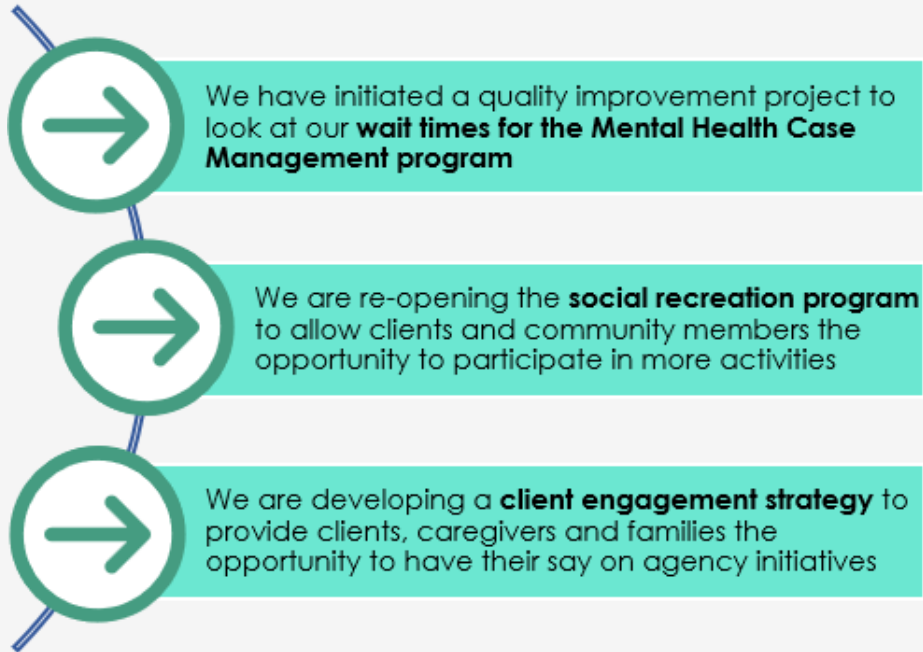 We have initiated a quality improvement project to
look at our wait times for the Mental Health Case
Management program
We are re-opening the social recreation program
to allow clients and community members the
opportunity to participate in more activities
We are developing a client engagement strategy to
provide clients, caregivers and families the
opportunity to have their say on agency initiatives